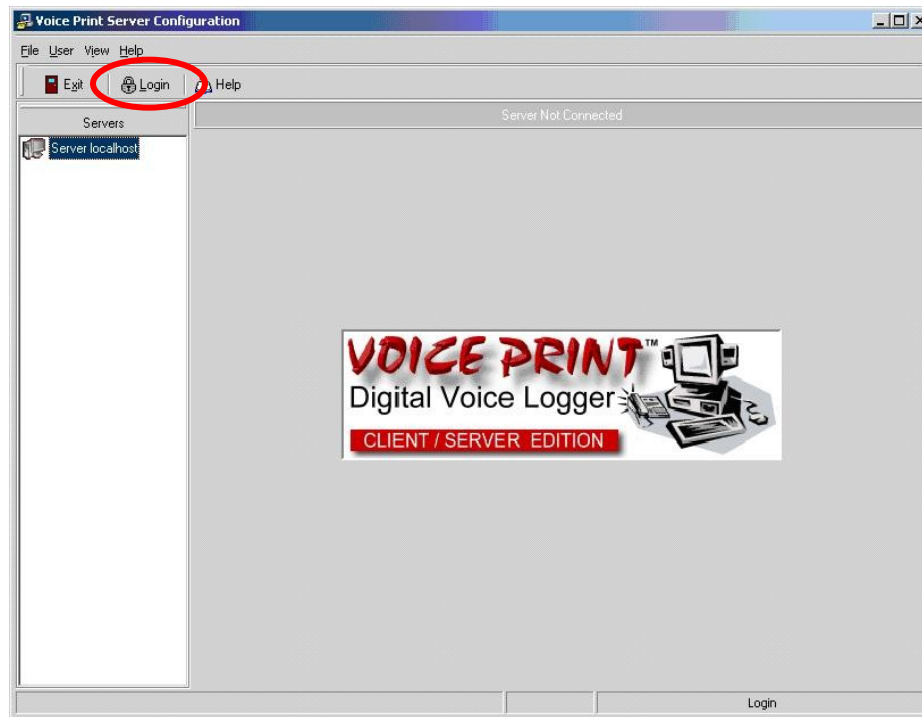 Voice Print Server Configuration
File User View Help
Exit Login Help
Servers
Server Not Connected
Server localhost
VOICE PRINT™
Digital Voice Logger
CLIENT / SERVER EDITION
Login